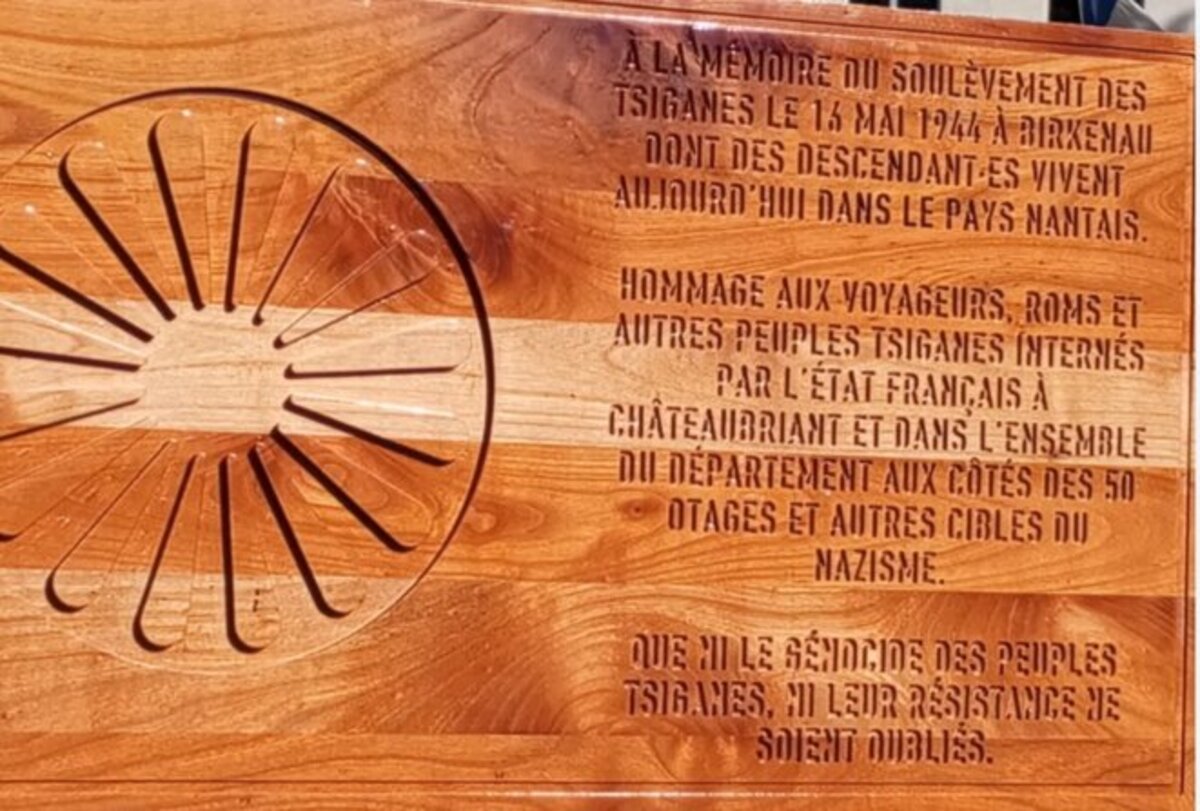 À LA MÉMOIRE DU SOULÈVEMENT DES
TSIGANES LE 16 MAI 1944 À BIRKENAU
DONT DES DESCENDANT·ES VIVENT
AUJOURD'HUI DANS LE PAYS NANTAIS.
HOMMAGE AUX VOYAGEURS, ROMS ET
AUTRES PEUPLES TSIGANES INTERNÉS
PAR L'ÉTAT FRANÇAIS À
CHÂTEAUBRIANT ET DANS L'ENSEMBLE
DU DÉPARTEMENT AUX CÔTÉS DES 50
OTAGES ET AUTRES CIBLES DU
NAZISME.
QUE NI LE GÉNOCIDE DES PEUPLES
TSIGANES, NI LEUR RÉSISTANCE NE
SOIENT OUBLIÉS.